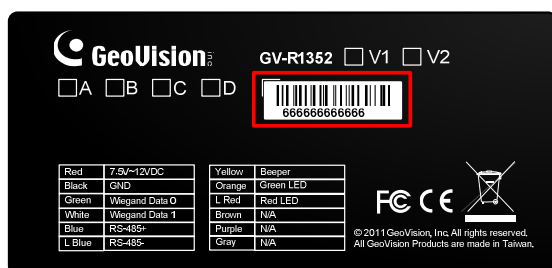 GeoVision inc
GV-R1352 V1 V2
A B C D
666666666666
Red 7.5V~12VDC
Black GND
Green Wiegand Data 0
White Wiegand Data 1
Blue RS-485+
L Blue RS-485-
Yellow Beeper
Orange Green LED
L Red Red LED
Brown N/A
Purple N/A
Gray N/A
FC CE
© 2011 GeoVision, Inc. All rights reserved.
All GeoVision Products are made in Taiwan.